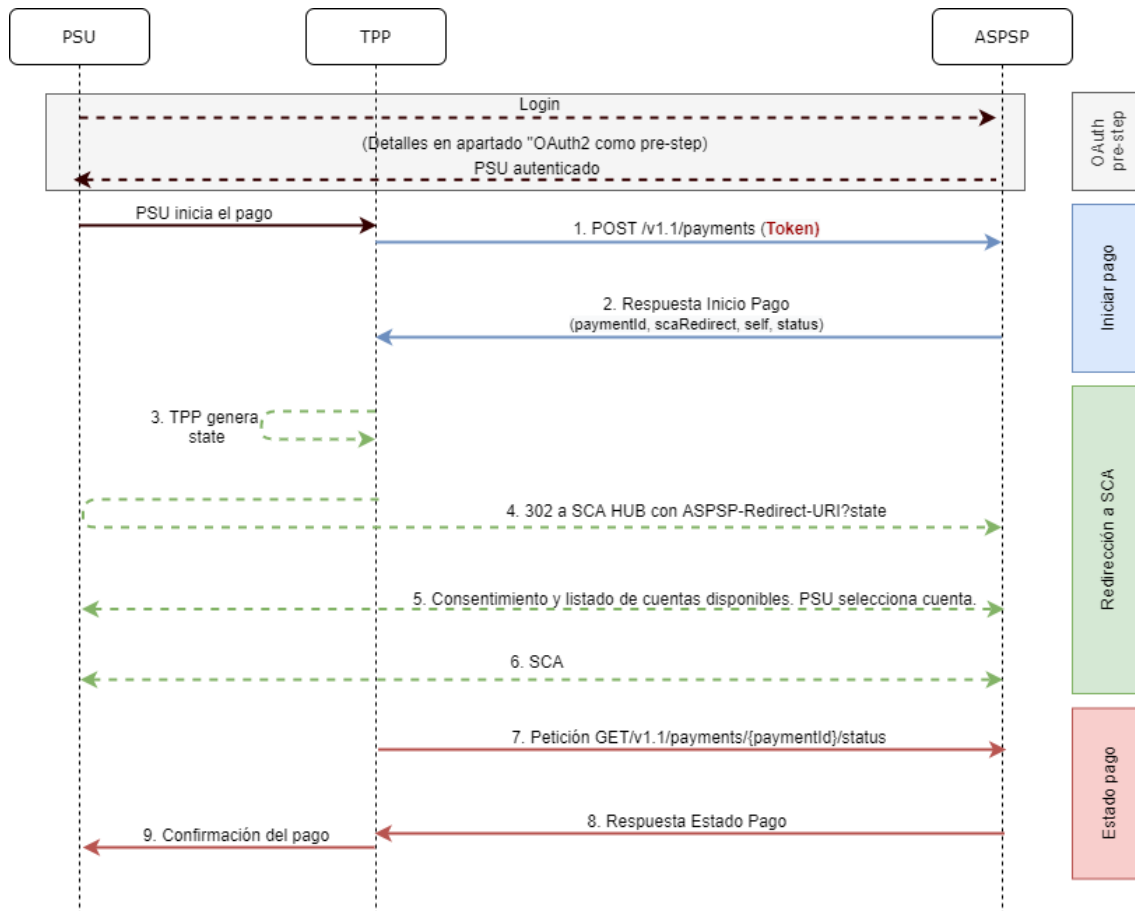 PSU
TPP
ASPSP
Login
(Detalles en apartado "OAuth2 como pre-step)
PSU autenticado
OAuth
pre-step
PSU inicia el pago
1. POST /v1.1/payments (Token)
2. Respuesta Inicio Pago
(paymentId, scaRedirect, self, status)
Iniciar pago
3. TPP genera
state
4. 302 a SCA HUB con ASPSP-Redirect-URI?state
5. Consentimiento y listado de cuentas disponibles. PSU selecciona cuenta.
6. SCA
Redirección a SCA
7. Petición GET/v1.1/payments/{paymentId}/status
8. Respuesta Estado Pago
9. Confirmación del pago
Estado pago